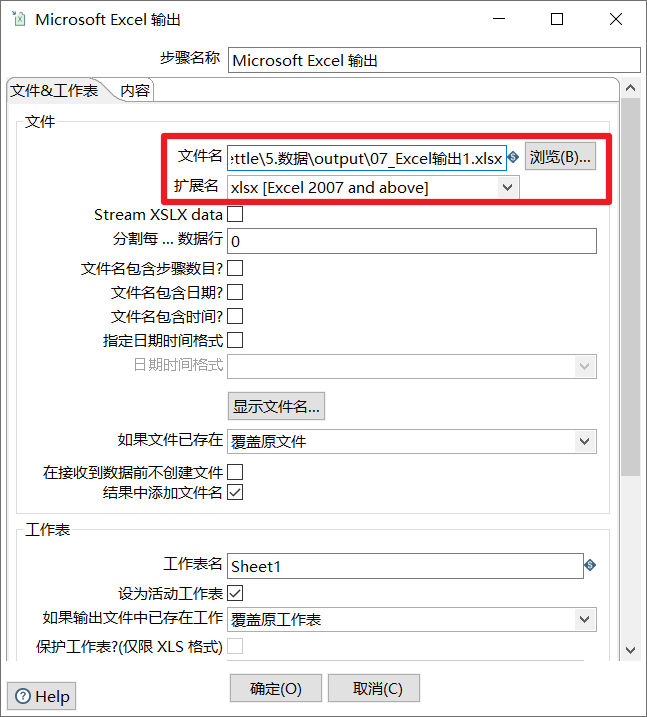 Microsoft Excel 输出
步骤名称 Microsoft Excel 输出
文件&工作表 内容
文件
文件名 ettle\5.数据\output\07_Excel输出1.xlsx 浏览(B)...
扩展名 xlsx [Excel 2007 and above]
Stream XSLX data
分割每 ... 数据行 0
文件名包含步骤数目?
文件名包含日期?
文件名包含时间?
指定日期时间格式
日期时间格式
显示文件名...
如果文件已存在 覆盖原文件
在接收到数据前不创建文件
结果中添加文件名
工作表
工作表名 Sheet1
设为活动工作表
如果输出文件中已存在工作 覆盖原工作表
保护工作表?(仅限 XLS 格式)
Help 确定(O) 取消(C)